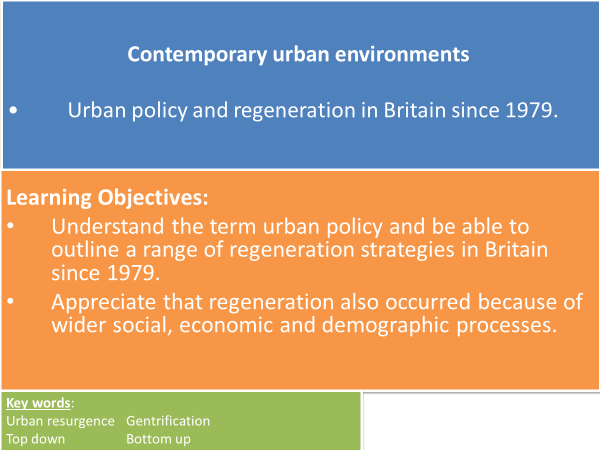 Contemporary urban environments
• Urban policy and regeneration in Britain since 1979.
Learning Objectives:
• Understand the term urban policy and be able to
outline a range of regeneration strategies in Britain
since 1979.
• Appreciate that regeneration also occurred because of
wider social, economic and demographic processes.
Key words:
Urban resurgence Gentrification
Top down Bottom up